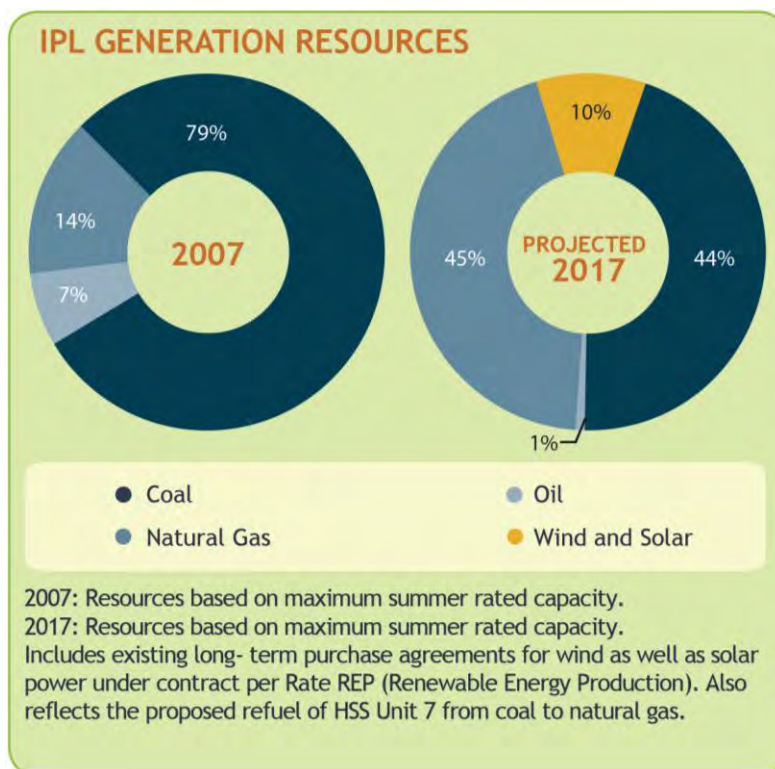 IPL GENERATION RESOURCES
79%
14%
7%
2007
10%
45%
44%
1%
PROJECTED
2017
Coal
Oil
Natural Gas
Wind and Solar
2007: Resources based on maximum summer rated capacity.
2017: Resources based on maximum summer rated capacity.
Includes existing long- term purchase agreements for wind as well as solar
power under contract per Rate REP (Renewable Energy Production). Also
reflects the proposed refuel of HSS Unit 7 from coal to natural gas.